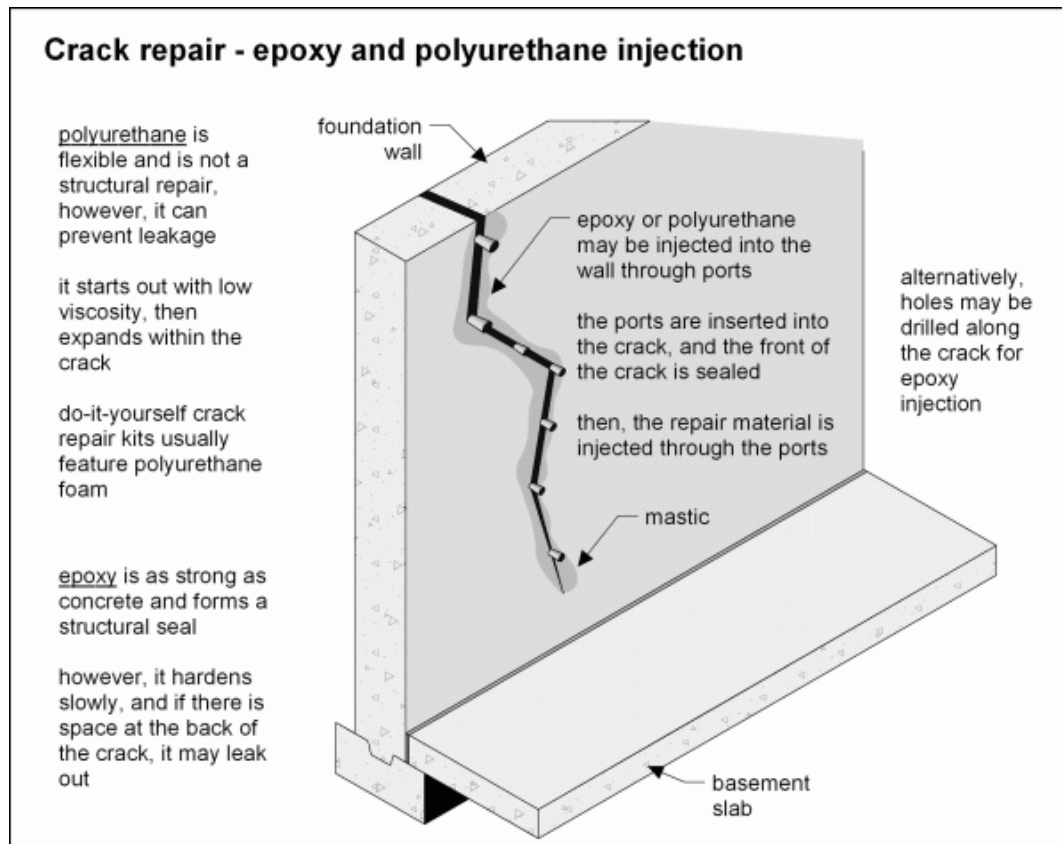 Crack repair - epoxy and polyurethane injection
polyurethane is
flexible and is not a
structural repair,
however, it can
prevent leakage
it starts out with low
viscosity, then
expands within the
crack
do-it-yourself crack
repair kits usually
feature polyurethane
foam
epoxy is as strong as
concrete and forms a
structural seal
however, it hardens
slowly, and if there is
space at the back of
the crack, it may leak
out
foundation
wall
epoxy or polyurethane
may be injected into the
wall through ports
the ports are inserted into
the crack, and the front of
the crack is sealed
then, the repair material is
injected through the ports
mastic
alternatively,
holes may be
drilled along
the crack for
epoxy
injection
basement
slab